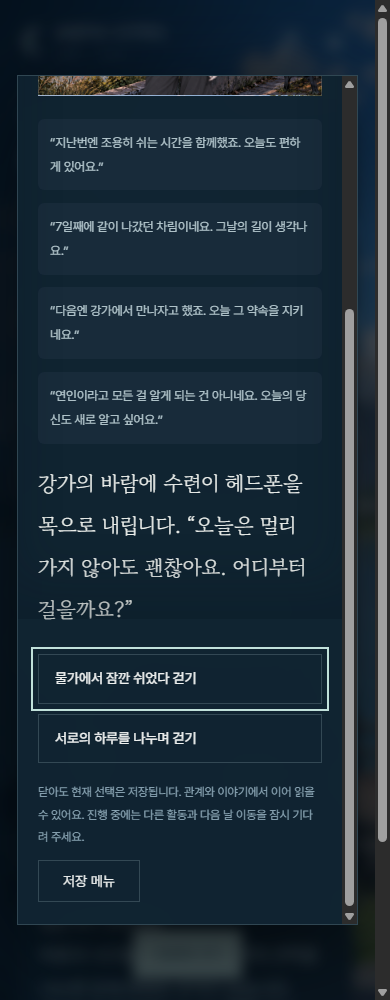 “지난번엔 조용히 쉬는 시간을 함께했죠. 오늘도 편하
게 있어요.”
“7일째에 같이 나갔던 차림이네요. 그날의 길이 생각나
요.”
“다음엔 강가에서 만나자고 했죠. 오늘 그 약속을 지키
네요.”
“연인이라고 모든 걸 알게 되는 건 아니네요. 오늘의 당
신도 새로 알고 싶어요.”
강가의 바람에 수련이 헤드폰을
목으로 내립니다. “오늘은 멀리
가지 않아도 괜찮아요. 어디부터
걸을까요?”
물가에서 잠깐 쉬었다 걷기
서로의 하루를 나누며 걷기
닫아도 현재 선택은 저장됩니다. 관계와 이야기에서 이어 읽을
수 있어요. 진행 중에는 다른 활동과 다음 날 이동을 잠시 기다
려 주세요.
저장 메뉴